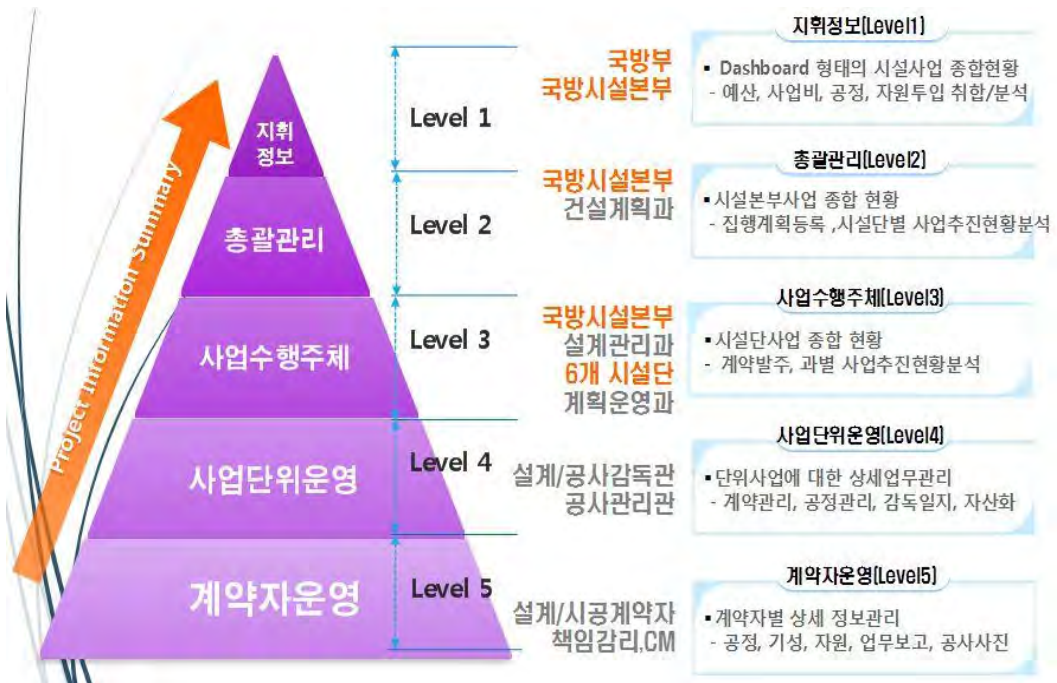 Project Information Summary
지휘
정보
총괄관리
사업수행주체
사업단위운영
계약자운영
Level 1
Level 2
Level 3
Level 4
Level 5
국방부
국방시설본부
국방시설본부
건설계획과
국방시설본부
설계관리과
6개 시설단
계획운영과
설계/공사감독관
공사관리관
설계/시공계약자
책임감리,CM
지휘정보(Level1)
▪ Dashboard 형태의 시설사업 종합현황
- 예산, 사업비, 공정, 자원투입 취합/분석
총괄관리(Level2)
▪시설본부사업 종합 현황
- 집행계획등록 ,시설단별 사업추진현황분석
사업수행주체(Level3)
▪시설단사업 종합 현황
- 계약발주, 과별 사업추진현황분석
사업단위운영(Level4)
▪단위사업에 대한 상세업무관리
- 계약관리, 공정관리, 감독일지, 자산화
계약자운영(Level5)
▪계약자별 상세 정보관리
- 공정, 기성, 자원, 업무보고, 공사사진